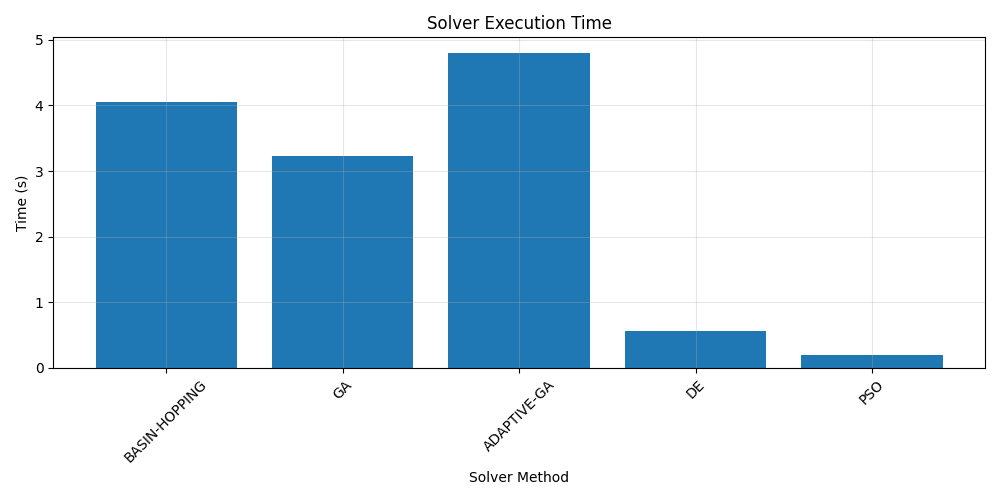 Solver Execution Time
Time (s)
5
4
3
2
1
0
BASIN-HOPPING
GA
ADAPTIVE-GA
DE
PSO
Solver Method